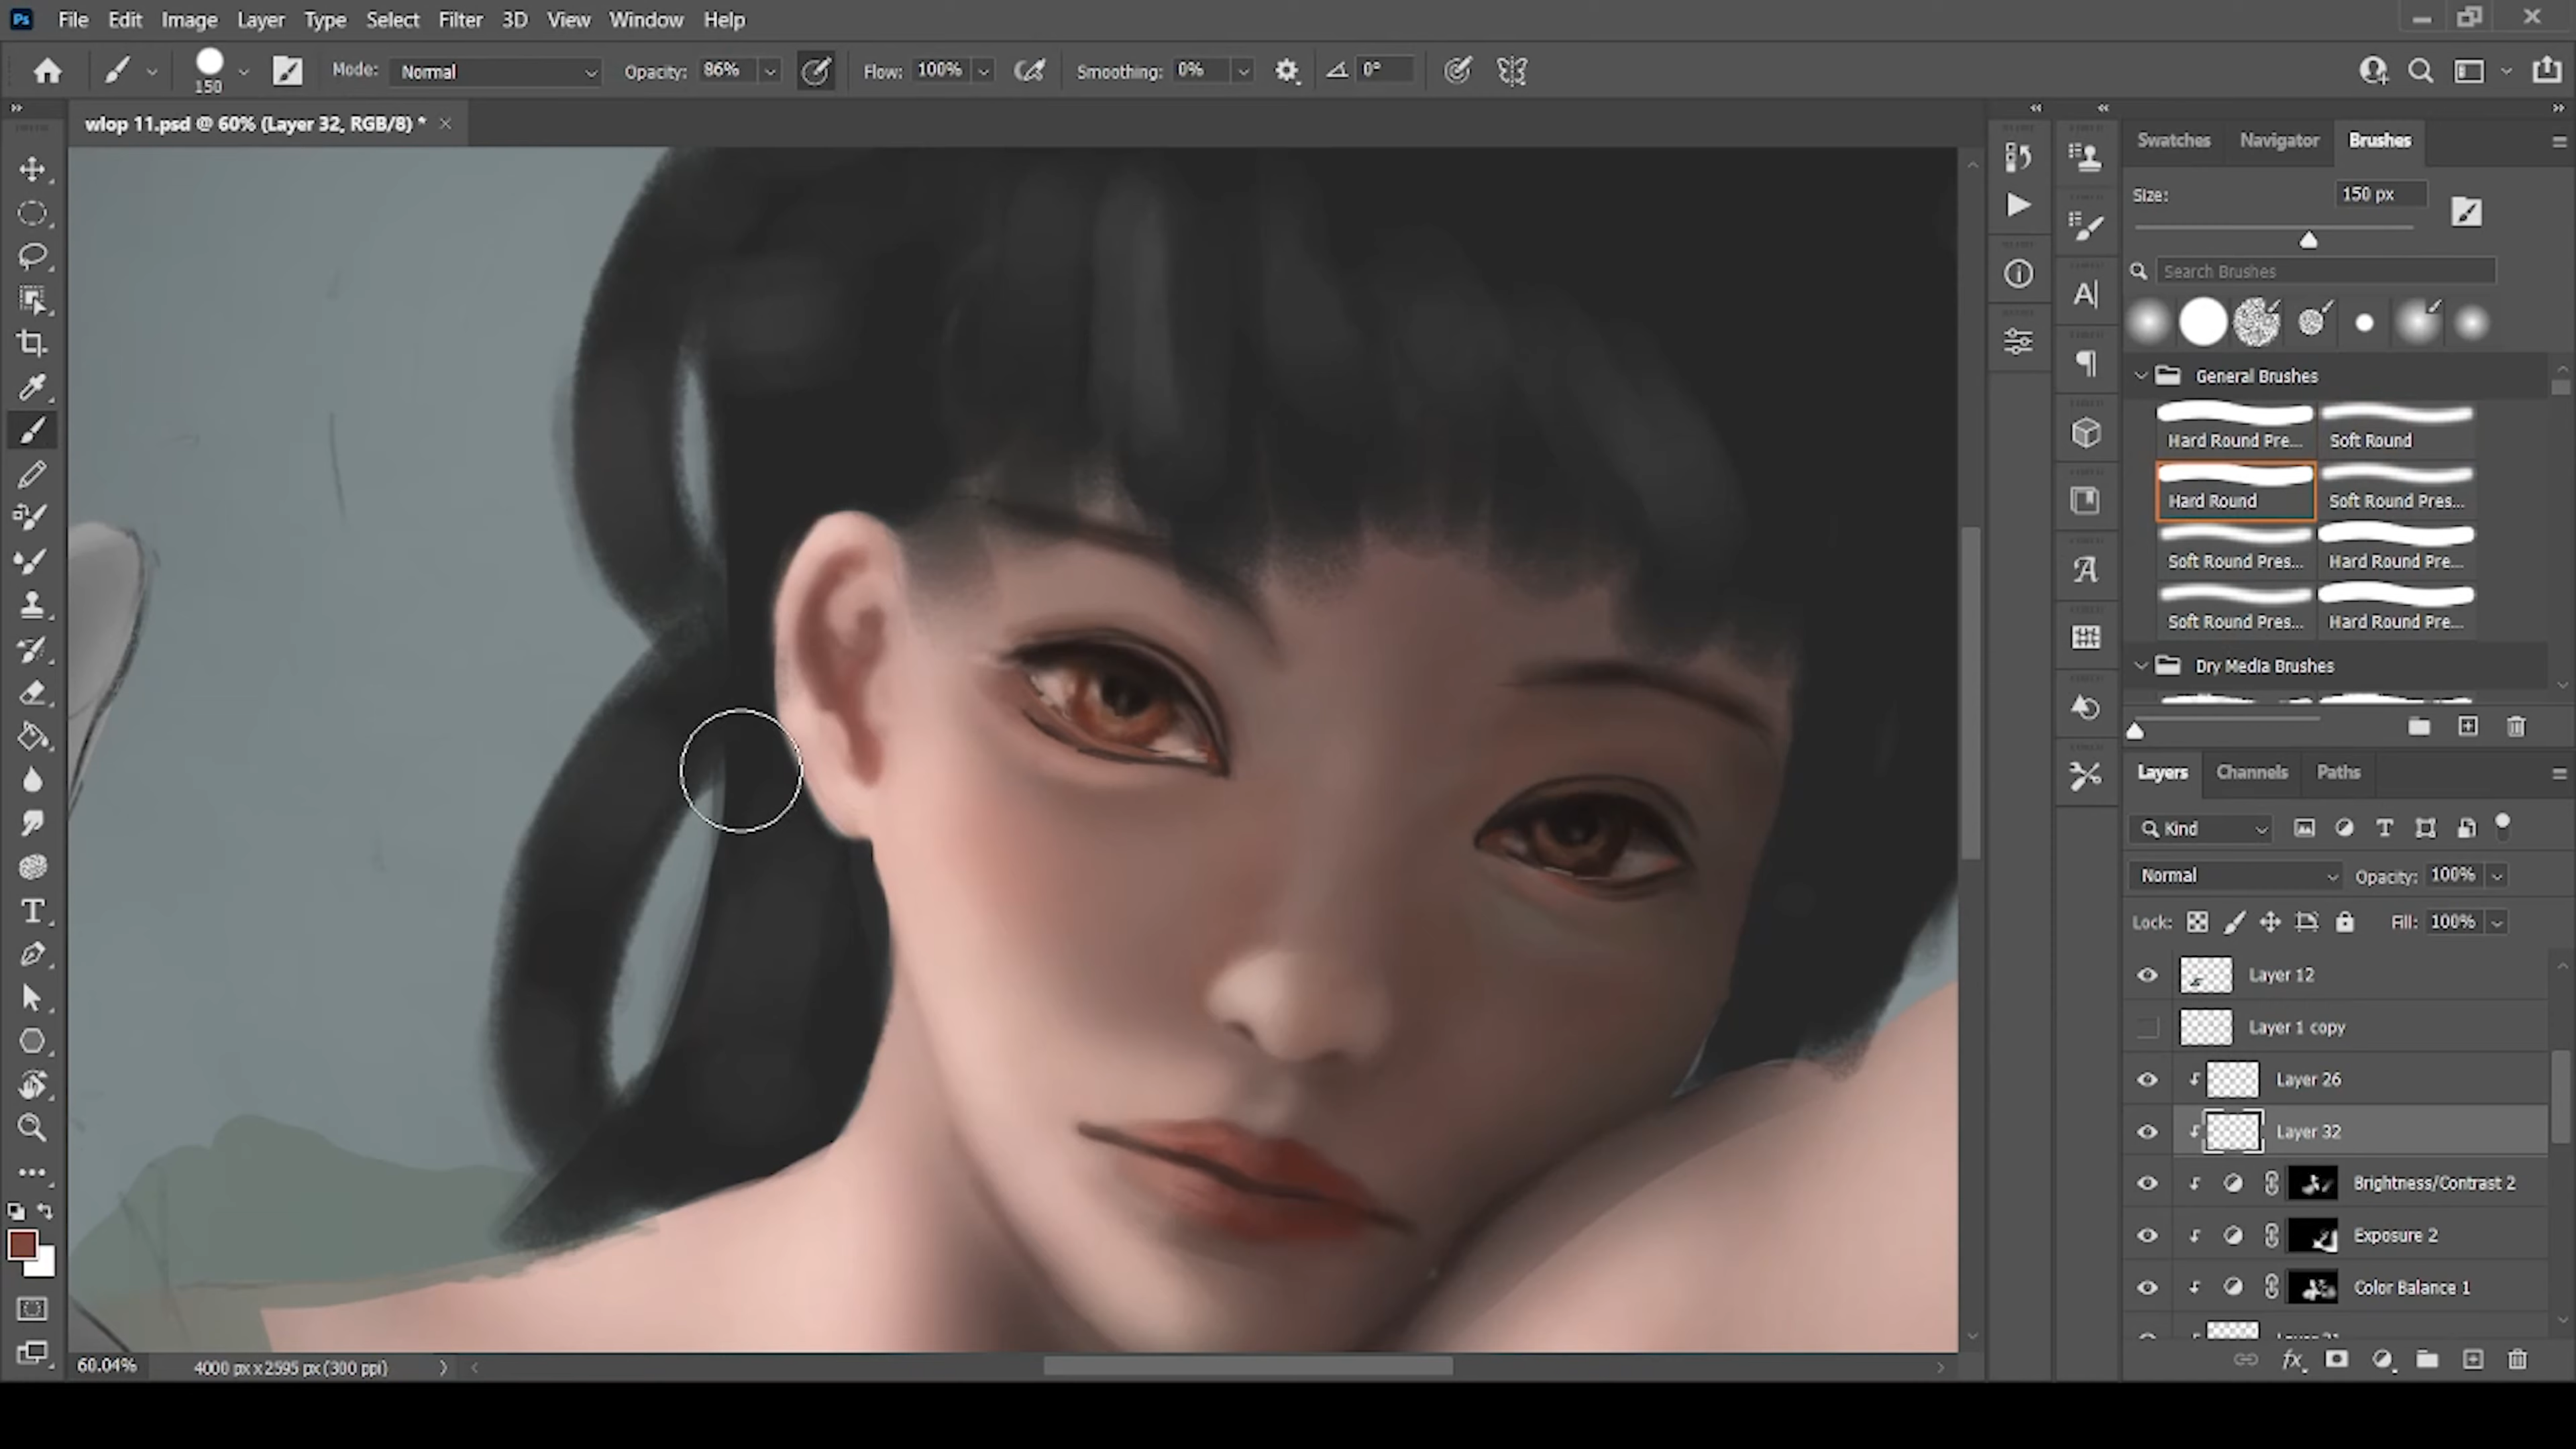 Ps File Edit Image Layer Type Select Filter 3D View Window Help
150 Mode: Normal Opacity: 86% Flow: 100% Smoothing: 0% 0°
wlop 11.psd @ 60% (Layer 32, RGB/8) *
Swatches Navigator Brushes
Size: 150 px
Search Brushes
General Brushes
Hard Round Pre... Soft Round
Hard Round Soft Round Pres...
Soft Round Pres... Hard Round Pre...
Soft Round Pres... Hard Round Pre...
Dry Media Brushes
Layers Channels Paths
Kind
Normal Opacity: 100%
Lock: Fill: 100%
Layer 12
Layer 1 copy
Layer 26
Layer 32
Brightness/Contrast 2
Exposure 2
Color Balance 1
60.04% 4000 px x 2595 px (300 ppi)